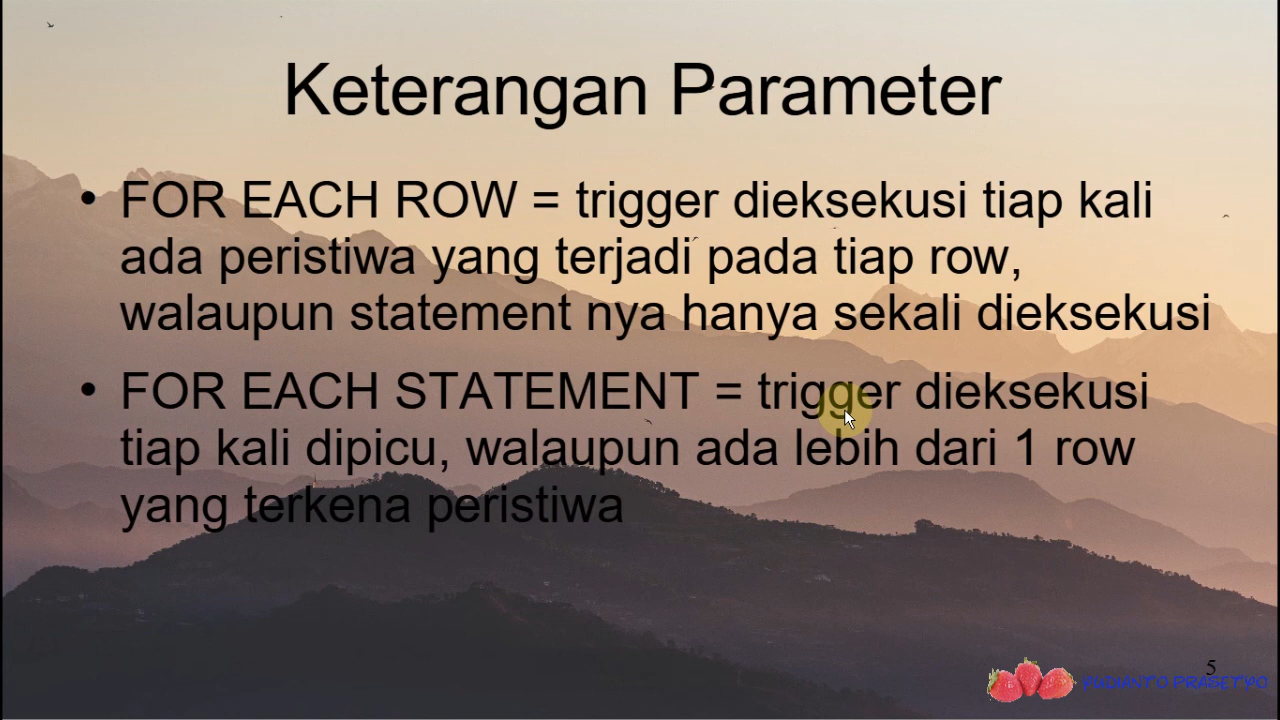 Keterangan Parameter
• FOR EACH ROW = trigger dieksekusi tiap kali
ada peristiwa yang terjadi pada tiap row,
walaupun statement nya hanya sekali dieksekusi
• FOR EACH STATEMENT = trigger dieksekusi
tiap kali dipicu, walaupun ada lebih dari 1 row
yang terkena peristiwa
5
YUDIANTO PRASETYO